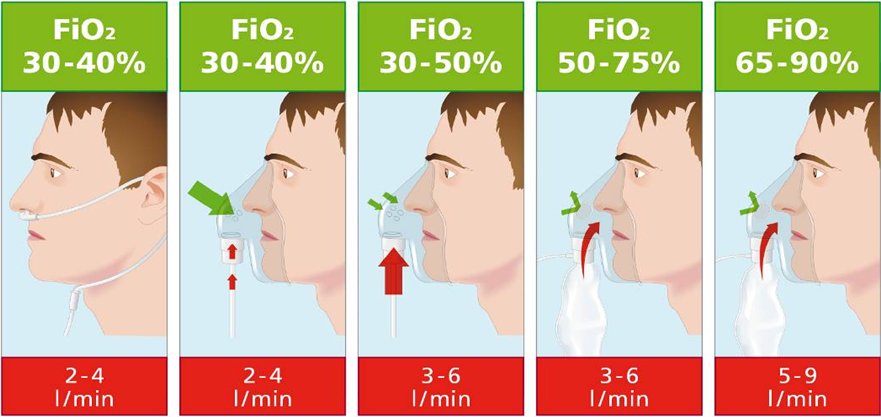 FiO₂
30-40%
FiO₂
30-40%
FiO₂
30-50%
FiO₂
50-75%
FiO₂
65-90%
2-4
l/min
2-4
l/min
3-6
l/min
3-6
l/min
5-9
l/min